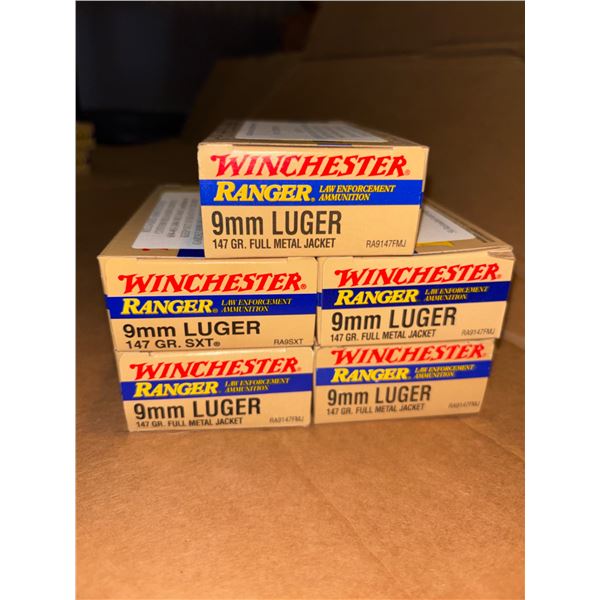 WINCHESTER®
RANGER® LAW ENFORCEMENT
AMMUNITION
9mm LUGER
147 GR. FULL METAL JACKET RA9147FMJ
WINCHESTER®
RANGER® LAW ENFORCEMENT
AMMUNITION
9mm LUGER
147 GR. SXT® RA9SXT
WINCHESTER®
RANGER® LAW ENFORCEMENT
AMMUNITION
9mm LUGER
147 GR. FULL METAL JACKET RA9147FMJ
WINCHESTER®
RANGER® LAW ENFORCEMENT
AMMUNITION
9mm LUGER
147 GR. FULL METAL JACKET RA9147FMJ
WINCHESTER®
RANGER® LAW ENFORCEMENT
AMMUNITION
9mm LUGER
147 GR. FULL METAL JACKET RA9147FMJ